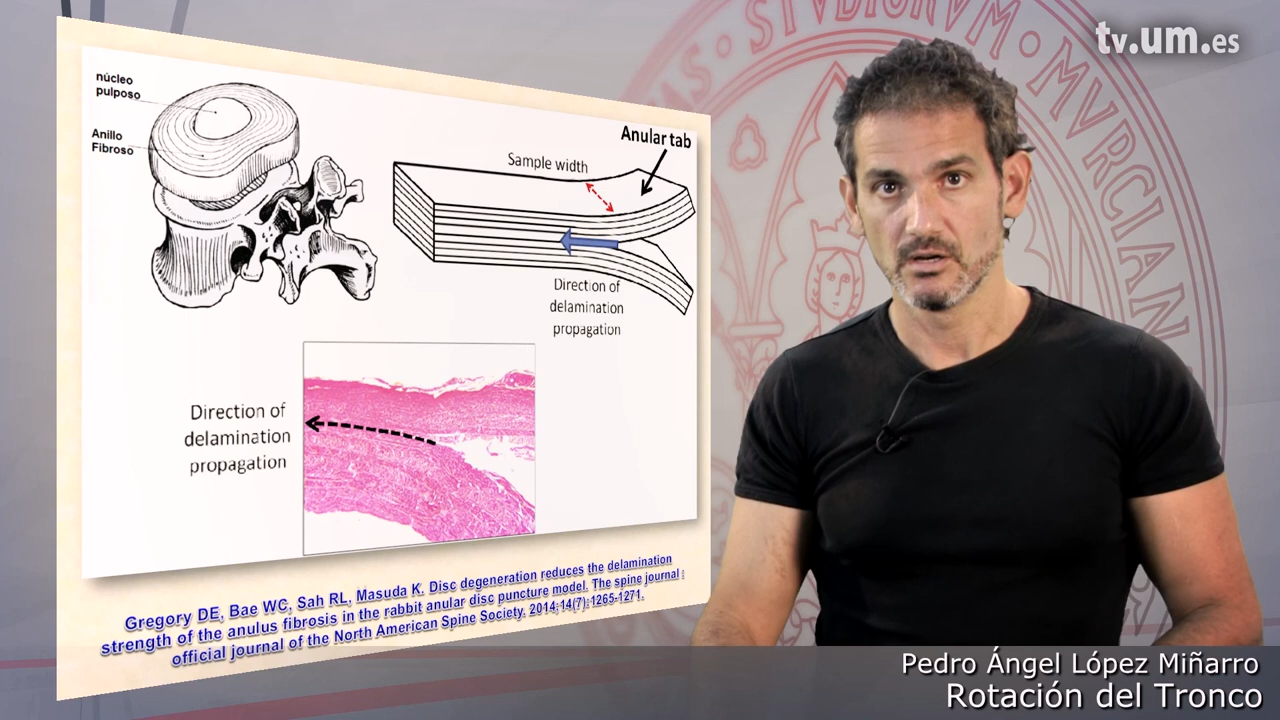 tv.um.es
núcleo
pulposo
Anillo
Fibroso
Sample width
Anular tab
Direction of
delamination
propagation
Direction of
delamination
propagation
Gregory DE, Bae WC, Sah RL, Masuda K. Disc degeneration reduces the delamination
strength of the anulus fibrosis in the rabbit anular disc puncture model. The spine journal :
official journal of the North American Spine Society. 2014;14(7):1265-1271.
STVDIORVM
MVRCIAN
Pedro Ángel López Miñarro
Rotación del Tronco